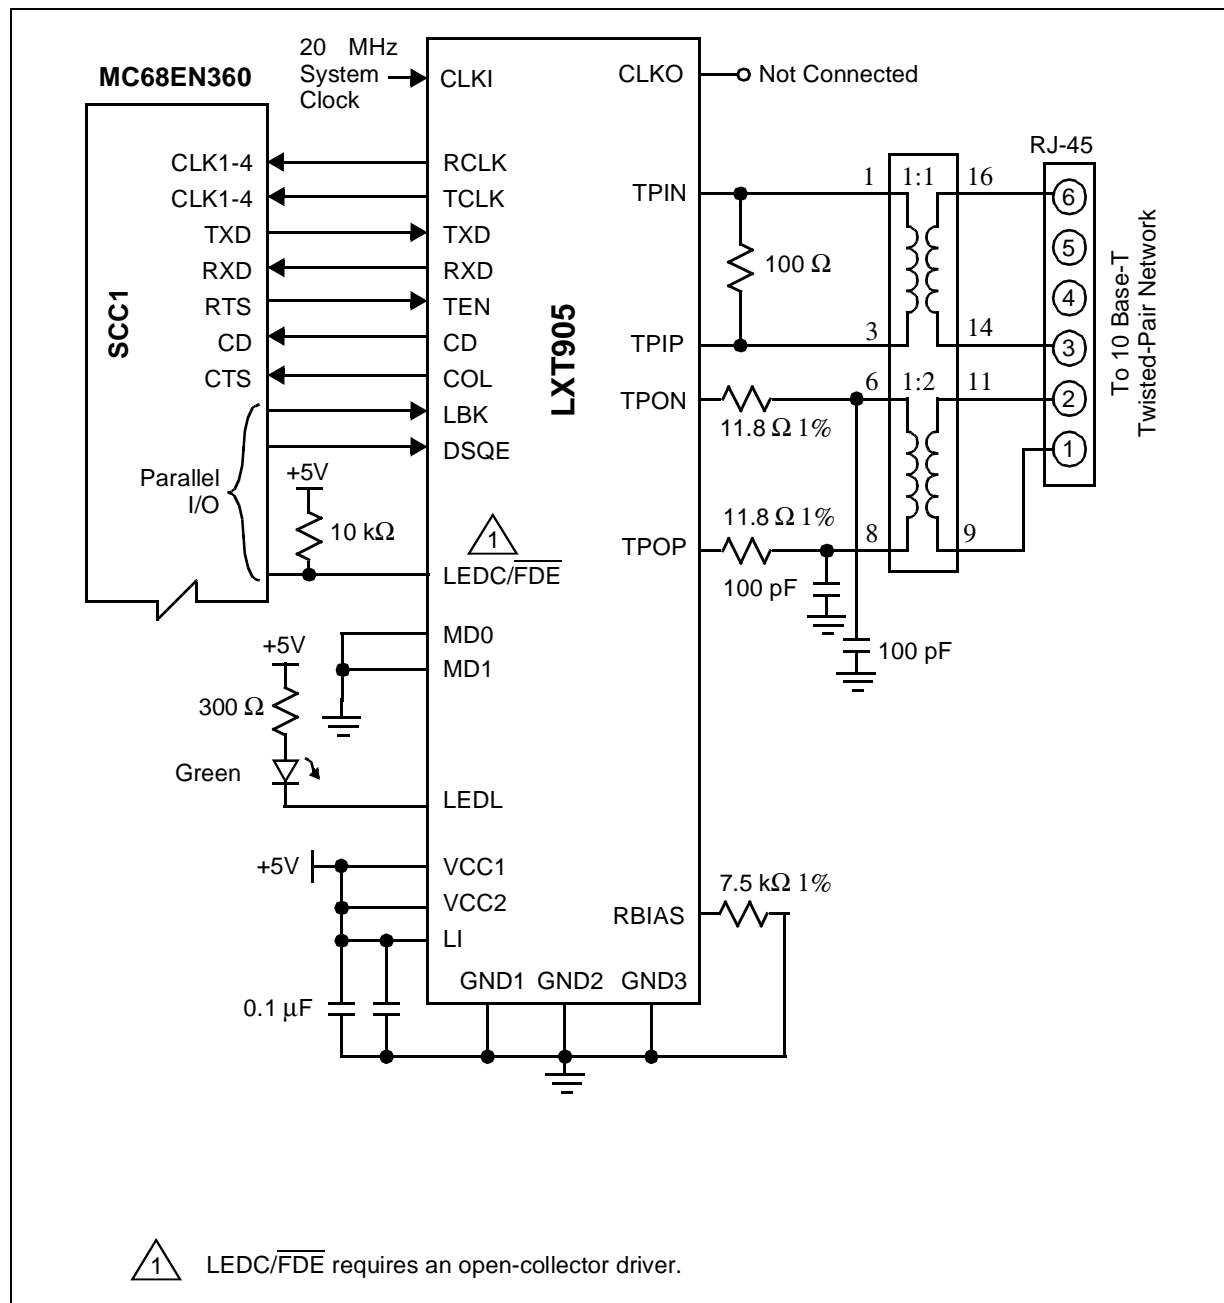 20 MHz
System
Clock
MC68EN360
SCC1
CLK1-4
CLK1-4
TXD
RXD
RTS
CD
CTS
Parallel
I/O
+5V
10 kΩ
CLKI
RCLK
TCLK
TXD
RXD
TEN
CD
COL
LBK
DSQE
1
LEDC/FDE
MD0
MD1
+5V
300 Ω
Green
LEDL
+5V
VCC1
VCC2
LI
0.1 µF
GND1 GND2 GND3
LXT905
CLKO
Not Connected
TPIN
100 Ω
TPIP
TPON
11.8 Ω 1%
TPOP
11.8 Ω 1%
100 pF
100 pF
RBIAS
7.5 kΩ 1%
1 1:1 16
3 14
6 1:2 11
8 9
RJ-45
6
5
4
3
2
1
To 10 Base-T
Twisted-Pair Network
1 LEDC/FDE requires an open-collector driver.